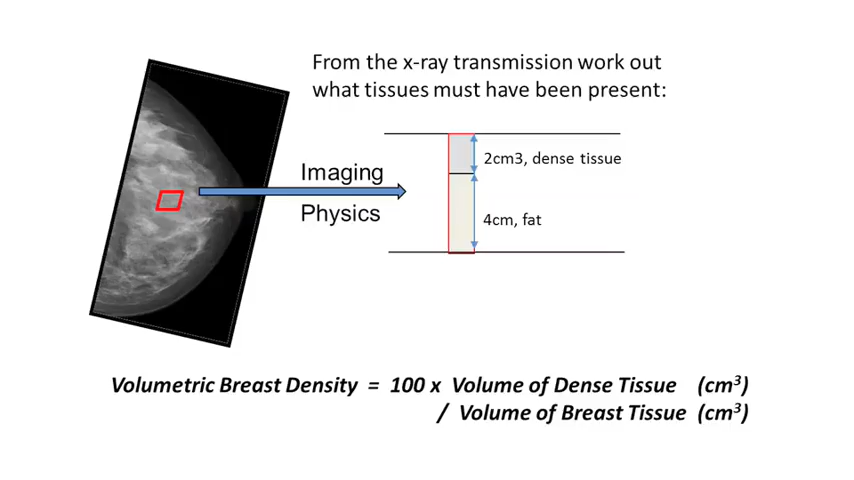 From the x-ray transmission work out
what tissues must have been present:
Imaging
Physics
2cm3, dense tissue
4cm, fat
Volumetric Breast Density = 100 x Volume of Dense Tissue (cm³)
/ Volume of Breast Tissue (cm³)